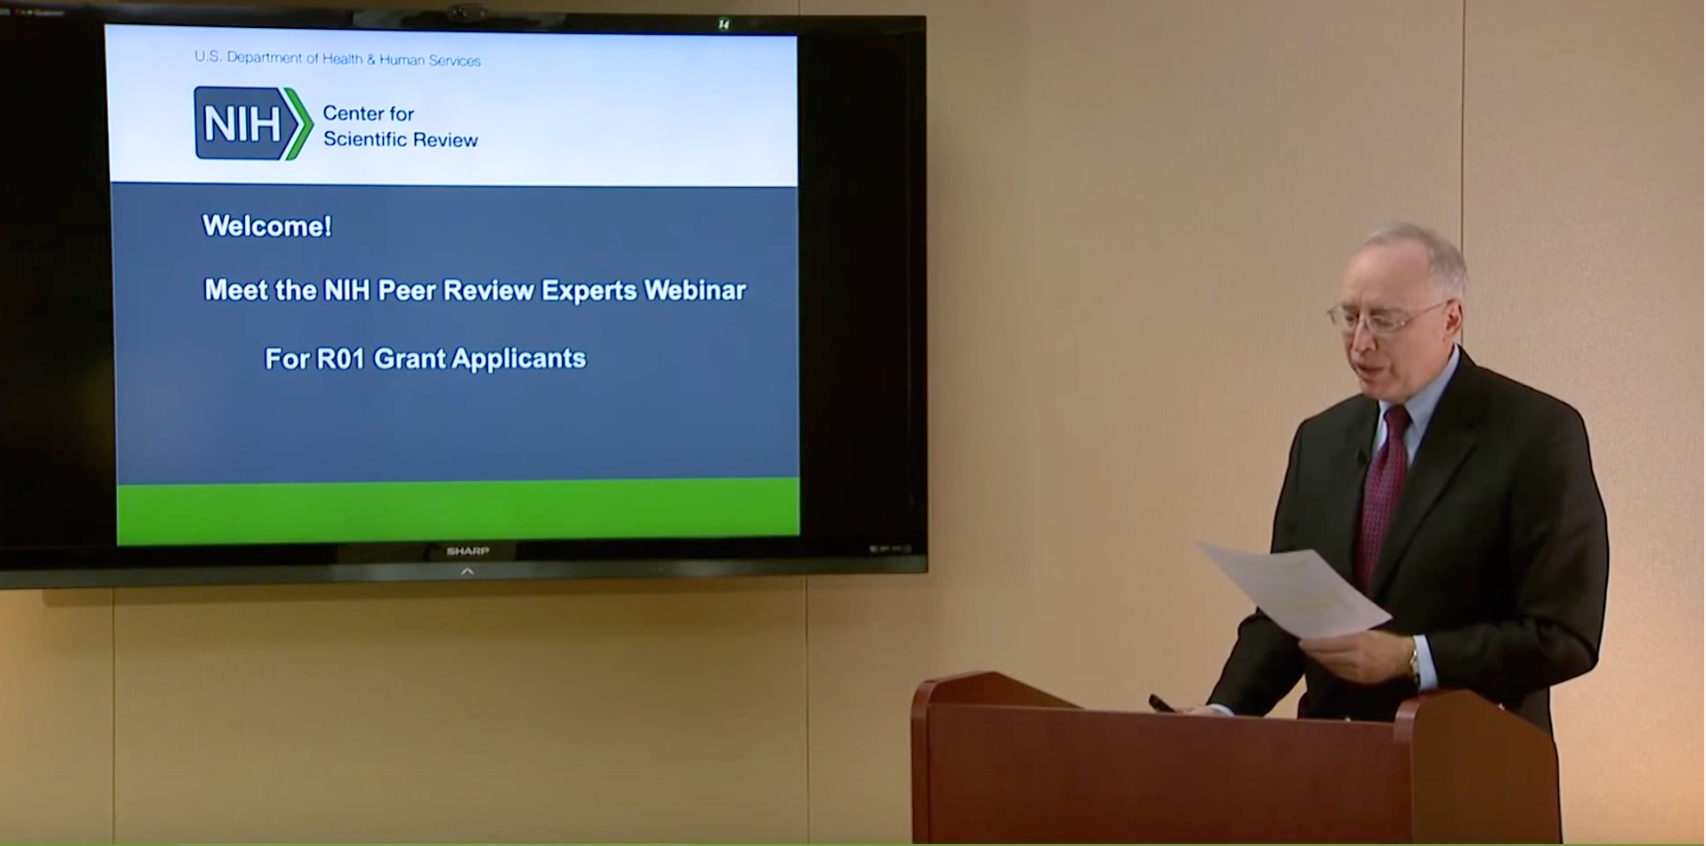 U.S. Department of Health & Human Services
NIH
Center for
Scientific Review
Welcome!
Meet the NIH Peer Review Experts Webinar
For R01 Grant Applicants
SHARP
14